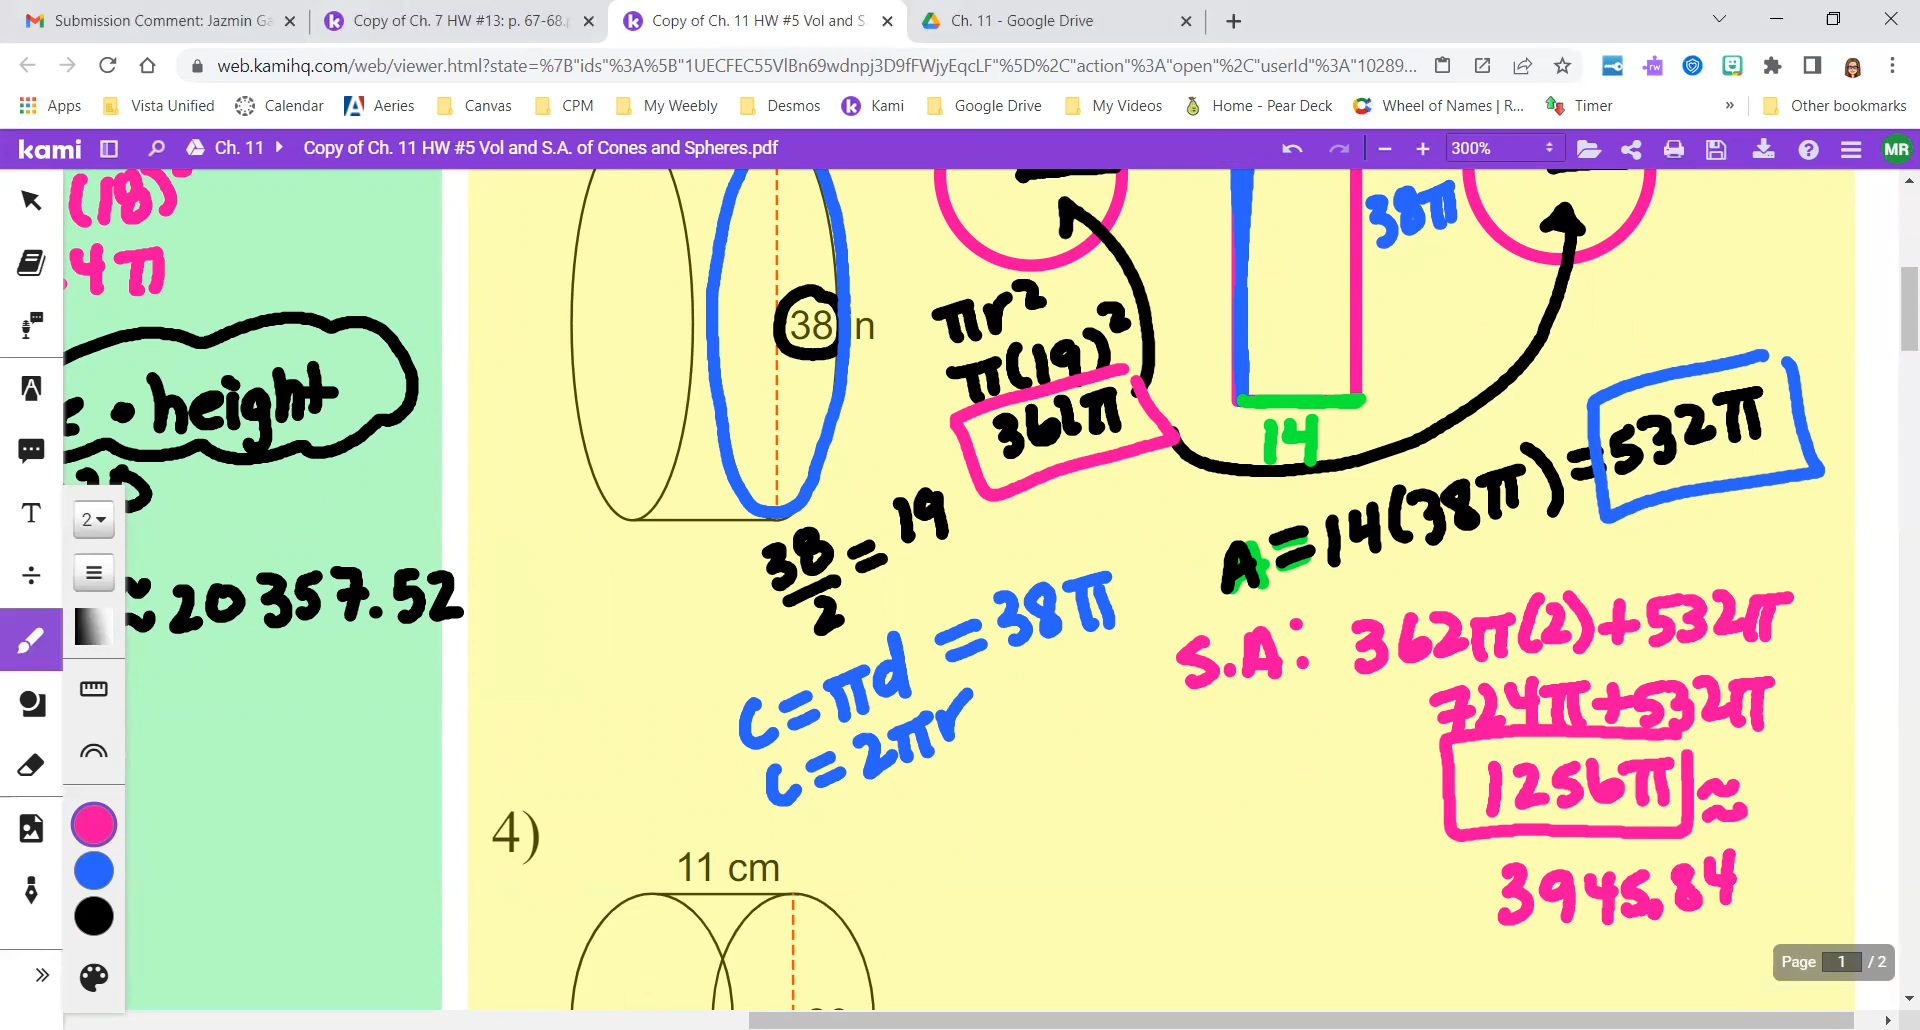 Submission Comment: Jazmin Ga
Copy of Ch. 7 HW #13: p. 67-68.
Copy of Ch. 11 HW #5 Vol and S
Ch. 11 - Google Drive
web.kamihq.com/web/viewer.html?state=%7B"ids"%3A%5B"1UECFEC55VlBn69wdnpj3D9fFWjyEqcLF"%5D%2C"action"%3A"open"%2C"userId"%3A"10289...
Apps
Vista Unified
Calendar
Aeries
Canvas
CPM
My Weebly
Desmos
Kami
Google Drive
My Videos
Home - Pear Deck
Wheel of Names | R...
Timer
»
Other bookmarks
kami
Ch. 11
Copy of Ch. 11 HW #5 Vol and S.A. of Cones and Spheres.pdf
300%
MR
(18)
4π
• height
≈20357.52
38 n
38/2 = 19
πr²
π(19)²
362π
38π
14
A=14(38π)=532π
C=πd =38π
C=2πr
S.A: 362π(2)+532π
724π+532π
1256π ≈
3945.84
4)
11 cm
2
Page 1 / 2